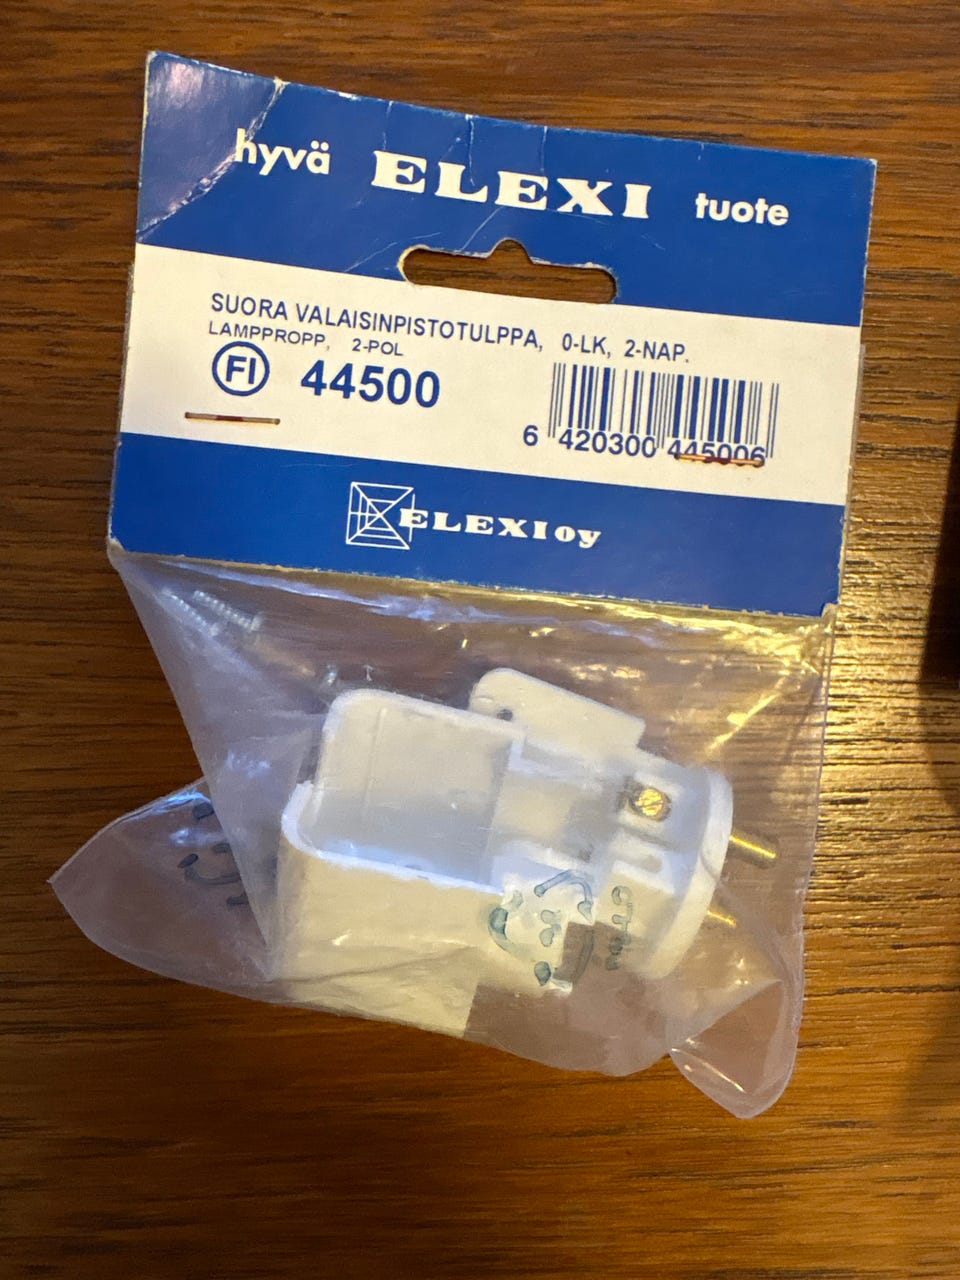 hyvä ELEXI tuote
SUORA VALAISINPISTOTULPPA, 0-LK, 2-NAP.
LAMPPROPP, 2-POL
FI 44500
6 420300 445006
ELEXI oy